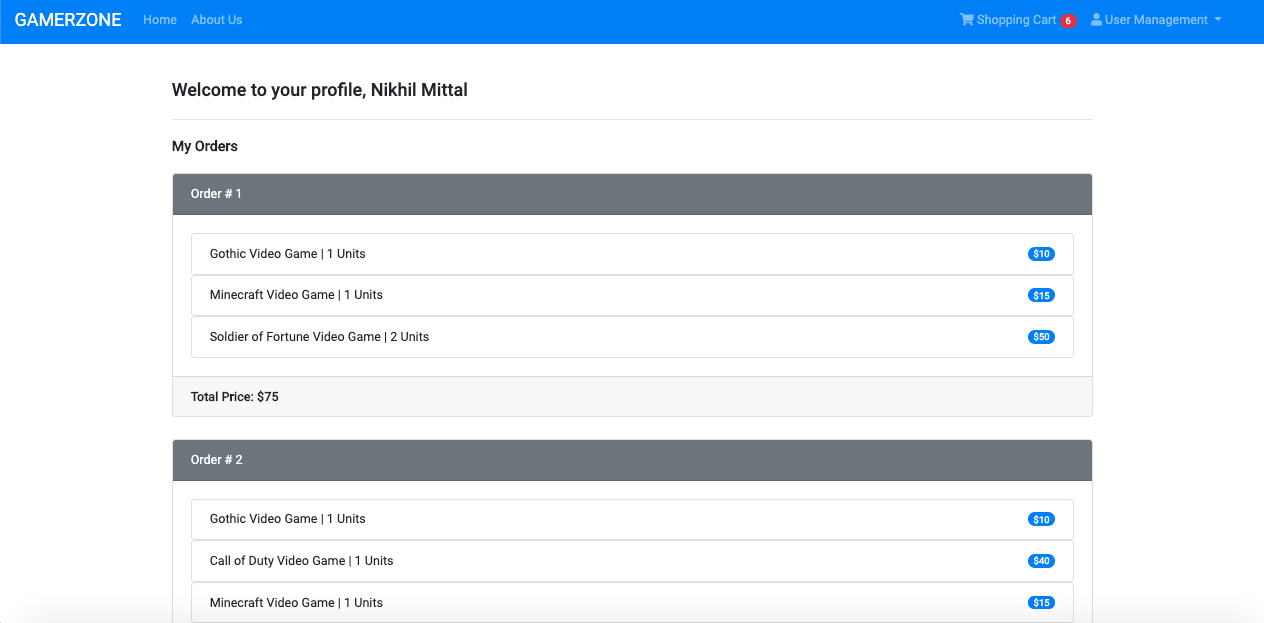 GAMERZONE Home About Us Shopping Cart 6 User Management
Welcome to your profile, Nikhil Mittal
My Orders
Order # 1
Gothic Video Game | 1 Units $10
Minecraft Video Game | 1 Units $15
Soldier of Fortune Video Game | 2 Units $50
Total Price: $75
Order # 2
Gothic Video Game | 1 Units $10
Call of Duty Video Game | 1 Units $40
Minecraft Video Game | 1 Units $15